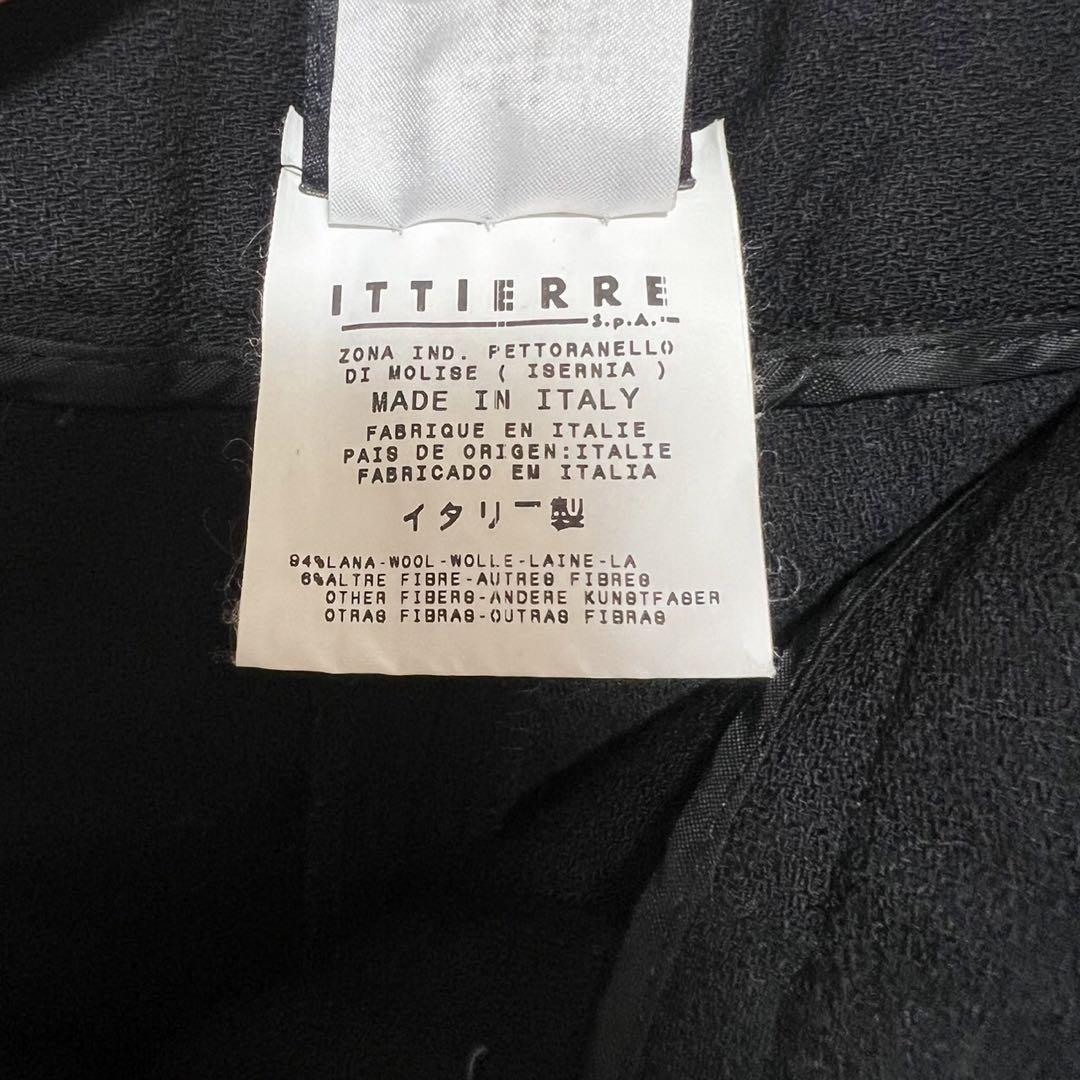 ITTIERRE
S.p.A.
ZONA IND. PETTORANELLO
DI MOLISE ( ISERNIA )
MADE IN ITALY
FABRIQUE EN ITALIE
PAIS DE ORIGEN:ITALIE
FABRICADO EM ITALIA
イタリー製
94%LANA-WOOL-WOLLE-LAINE-LA
6%ALTRE FIBRE-AUTRES FIBRES
OTHER FIBERS-ANDERE KUNSTFASER
OTRAS FIBRAS-OUTRAS FIBRAS